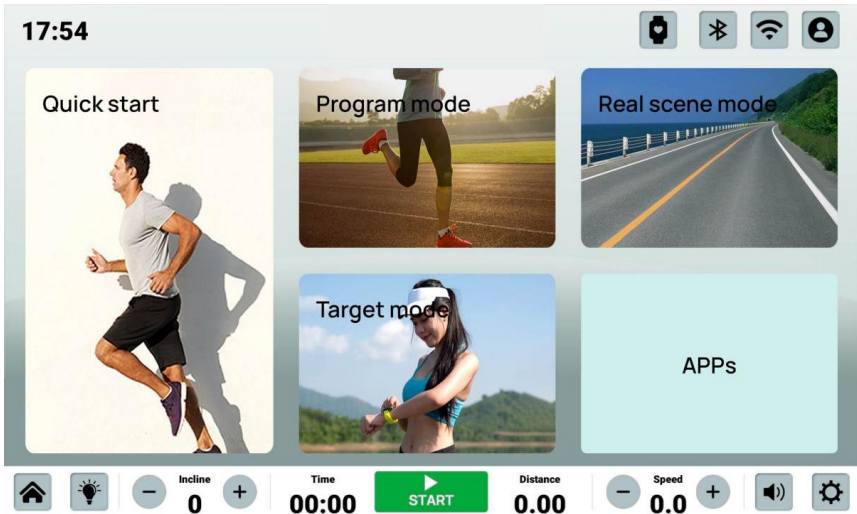 17:54
Quick start
Program mode
Real scene mode
Target mode
APPs
Incline
0
Time
00:00
START
Distance
0.00
Speed
0.0